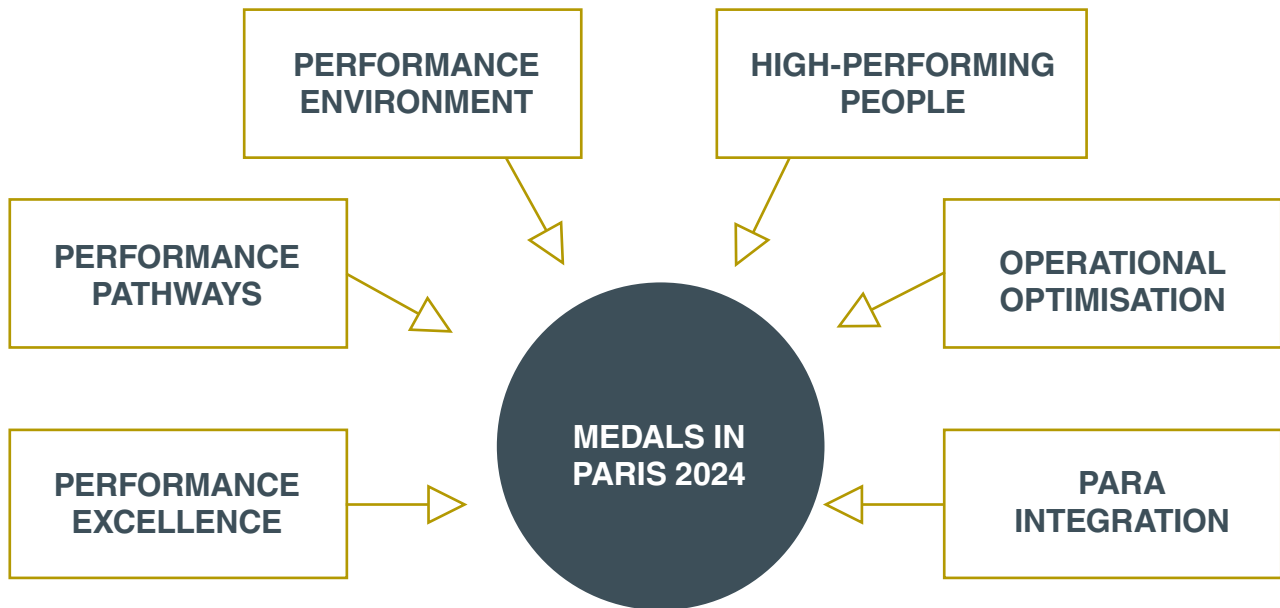 PERFORMANCE
ENVIRONMENT
HIGH-PERFORMING
PEOPLE
PERFORMANCE
PATHWAYS
OPERATIONAL
OPTIMISATION
MEDALS IN
PARIS 2024
PERFORMANCE
EXCELLENCE
PARA
INTEGRATION